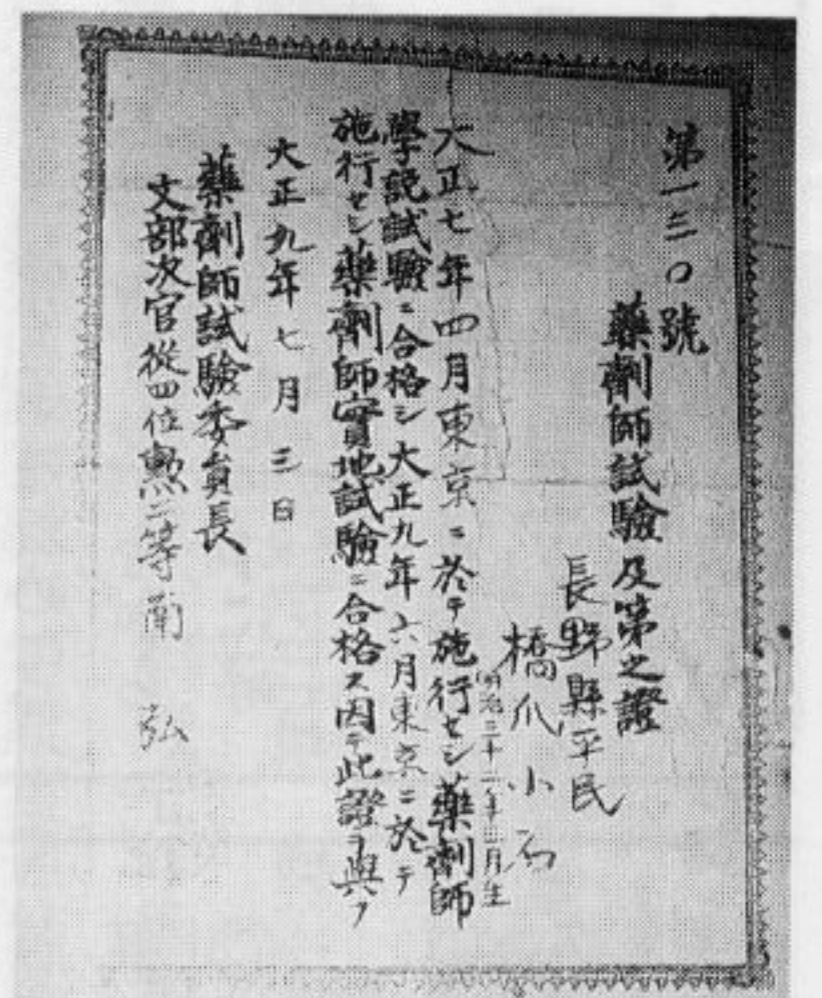 第一三〇號
藥劑師試驗及第之證
長野縣平民
橋爪小石
明治三十二年三月生
大正七年四月東京ニ於テ施行セシ藥劑師
學説試驗ニ合格シ大正九年六月東京ニ於テ
施行セシ藥劑師實地試驗ニ合格ス因テ此證ヲ與フ
大正九年七月三日
藥劑師試驗委員長
文部次官從四位勲二等南 弘